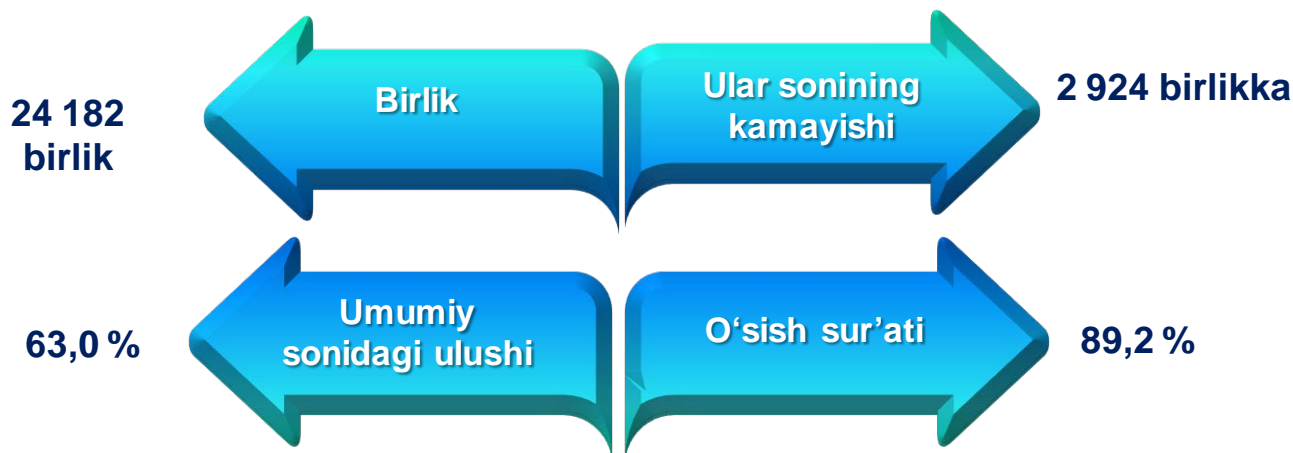 24 182
birlik
Birlik
Ular sonining
kamayishi
2 924 birlikka
63,0 %
Umumiy
sonidagi ulushi
O‘sish sur’ati
89,2 %